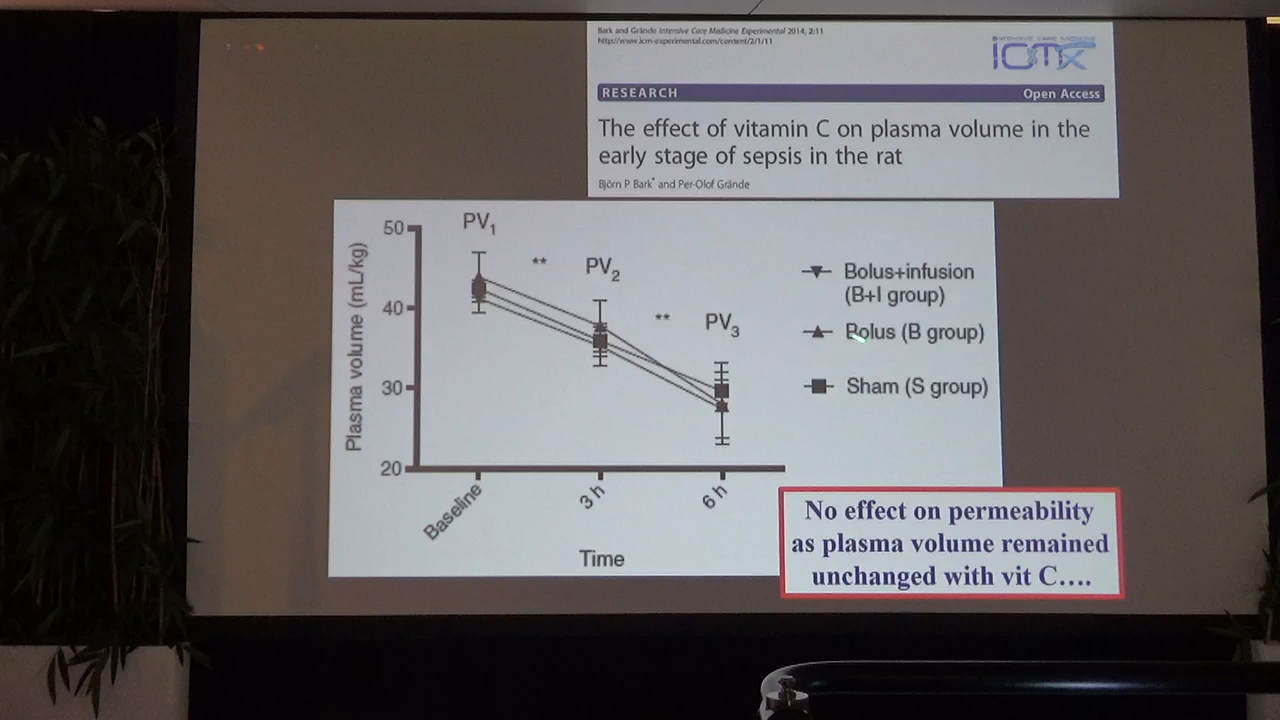 Bark and Grände Intensive Care Medicine Experimental 2014, 2:11
http://www.icm-experimental.com/content/2/1/11
INTENSIVE CARE MEDICINE
ICMx
RESEARCH
Open Access
The effect of vitamin C on plasma volume in the
early stage of sepsis in the rat
Björn P Bark* and Per-Olof Grände
Plasma volume (mL/kg)
50
40
30
20
PV1
**
PV2
**
PV3
Baseline
3 h
6 h
Time
Bolus+infusion
(B+I group)
Bolus (B group)
Sham (S group)
No effect on permeability
as plasma volume remained
unchanged with vit C....